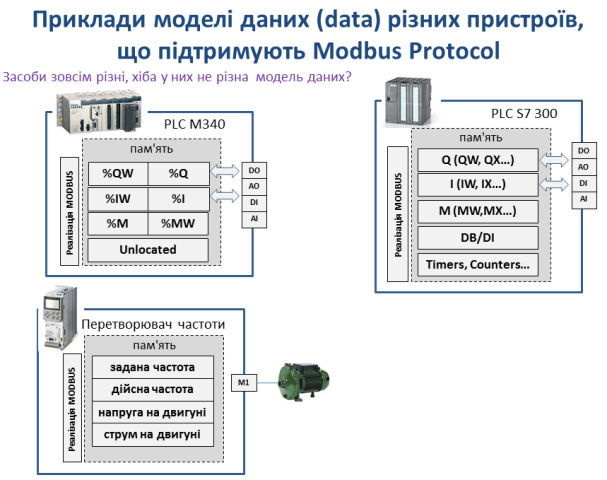 Приклади моделі даних (data) різних пристроїв,
що підтримують Modbus Protocol
Засоби зовсім різні, хіба у них не різна модель даних?
PLC M340
пам'ять
Реалізація MODBUS
%QW %Q
%IW %I
%M %MW
Unlocated
DO
AO
DI
AI
PLC S7 300
пам'ять
Реалізація MODBUS
Q (QW, QX...)
I (IW, IX...)
M (MW,MX...)
DB/DI
Timers, Counters...
DO
AO
DI
AI
Перетворювач частоти
пам'ять
Реалізація MODBUS
задана частота
дійсна частота
напруга на двигуні
струм на двигуні
M1